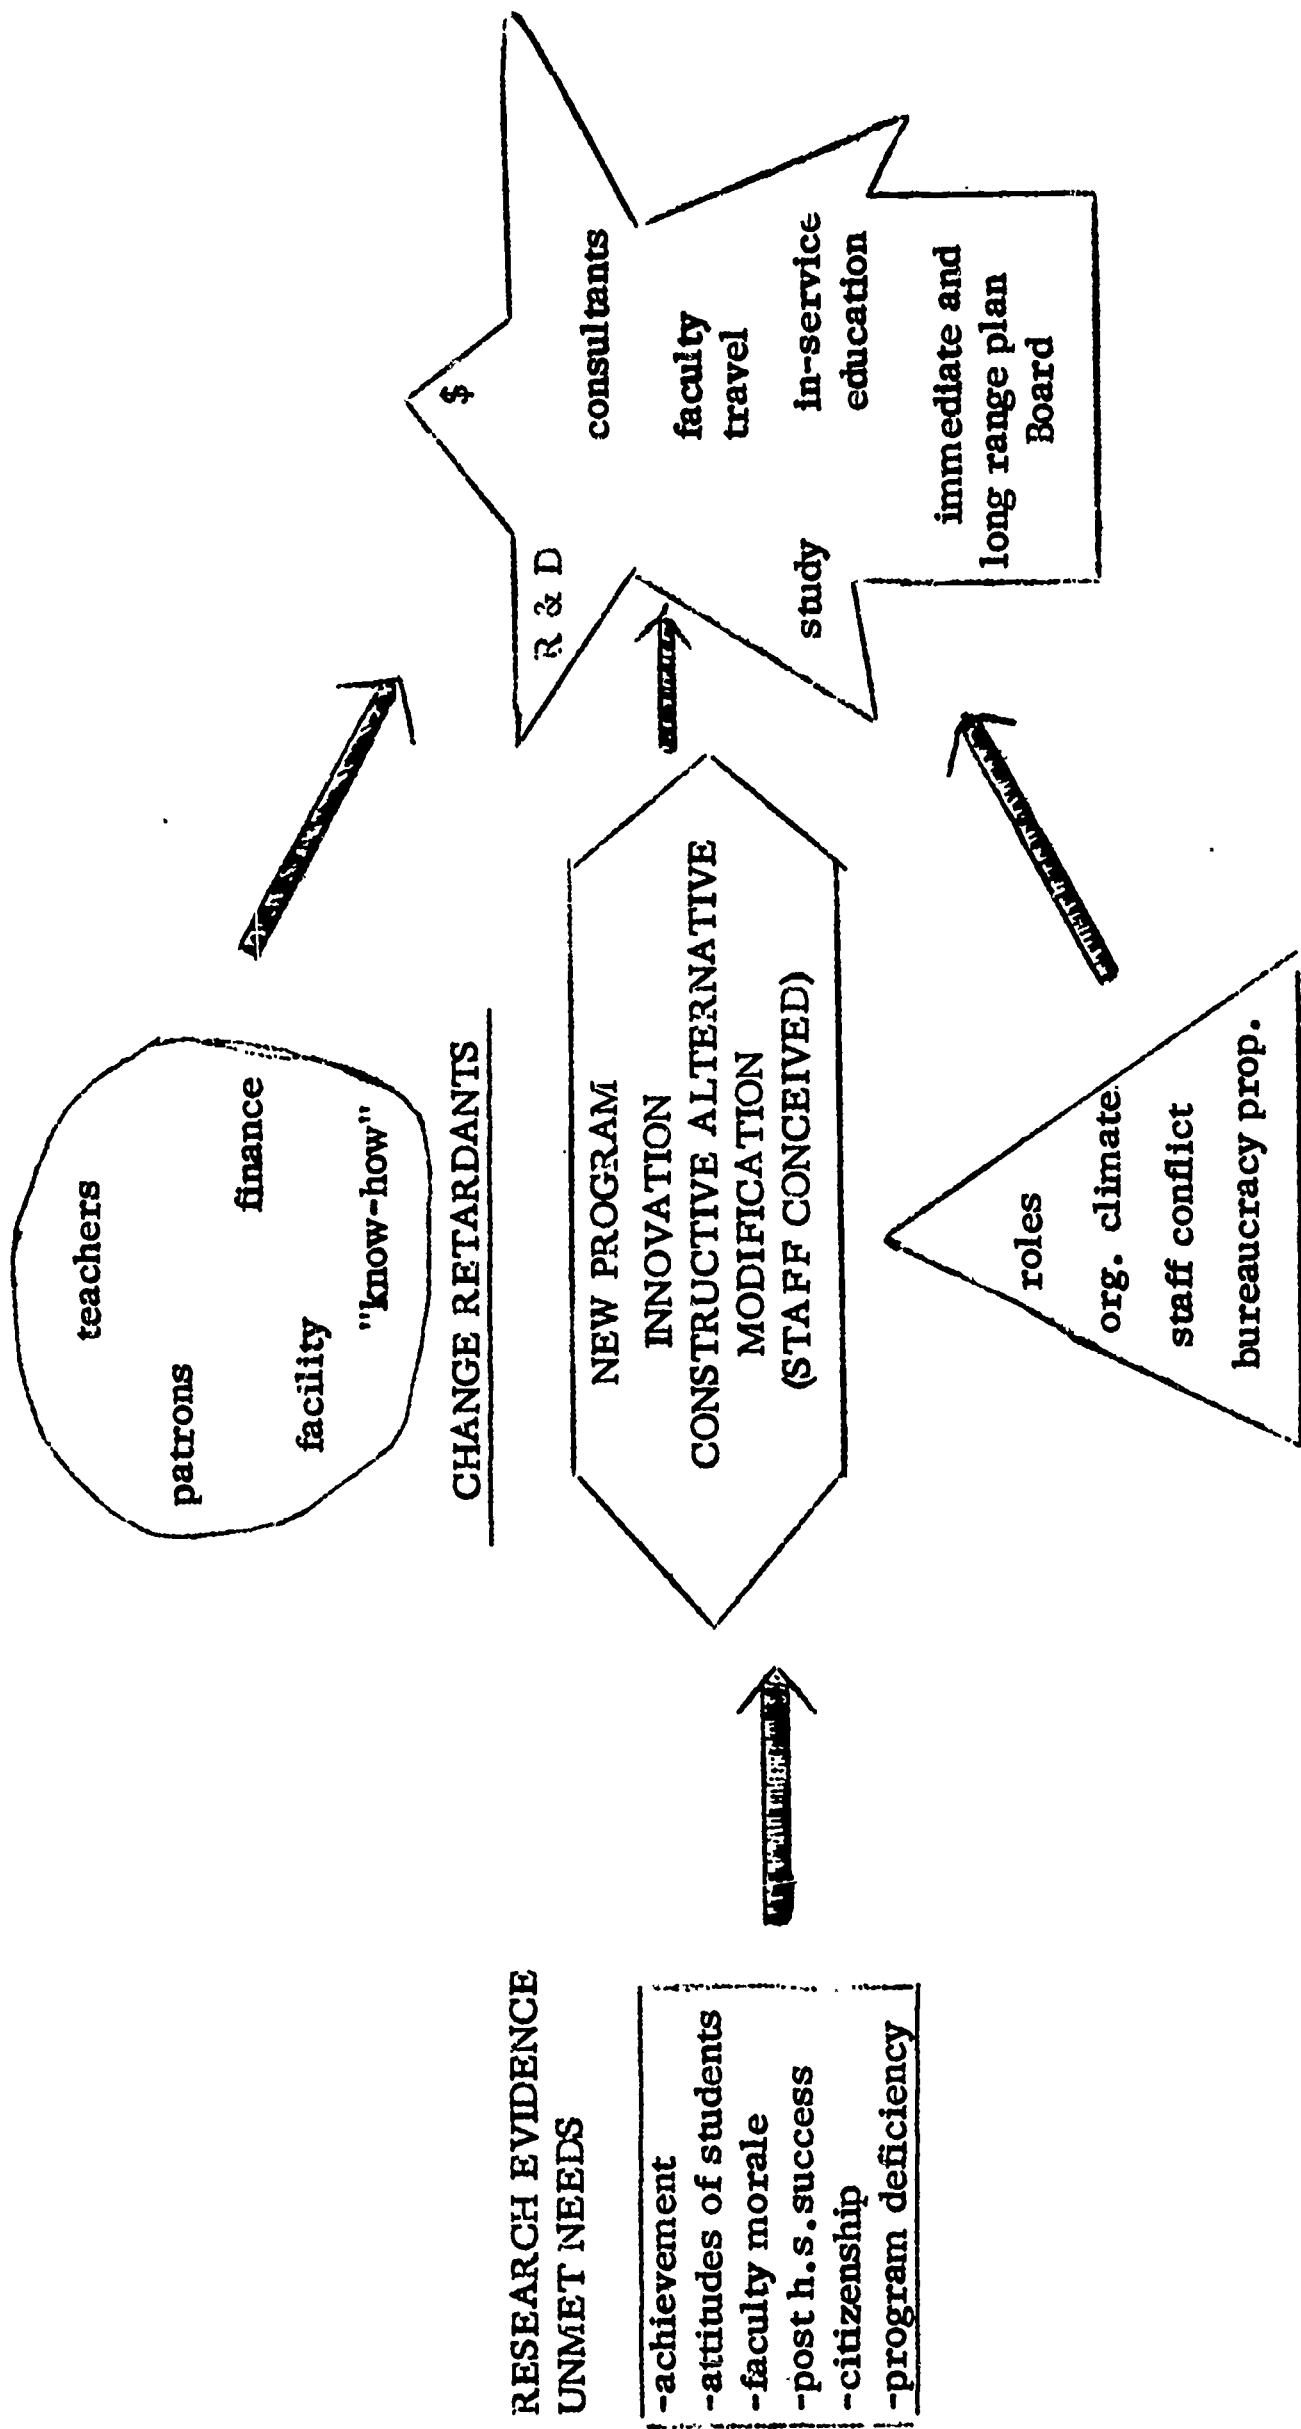 RESEARCH EVIDENCE
UNMET NEEDS
-achievement
-attitudes of students
-faculty morale
-post h.s.success
-citizenship
-program deficiency
teachers
patrons
finance
facility
"know-how"
CHANGE RETARDANTS
NEW PROGRAM
INNOVATION
CONSTRUCTIVE ALTERNATIVE
MODIFICATION
(STAFF CONCEIVED)
roles
org. climate
staff conflict
bureaucracy prop.
$
R & D
consultants
faculty
travel
in-service
education
study
immediate and
long range plan
Board